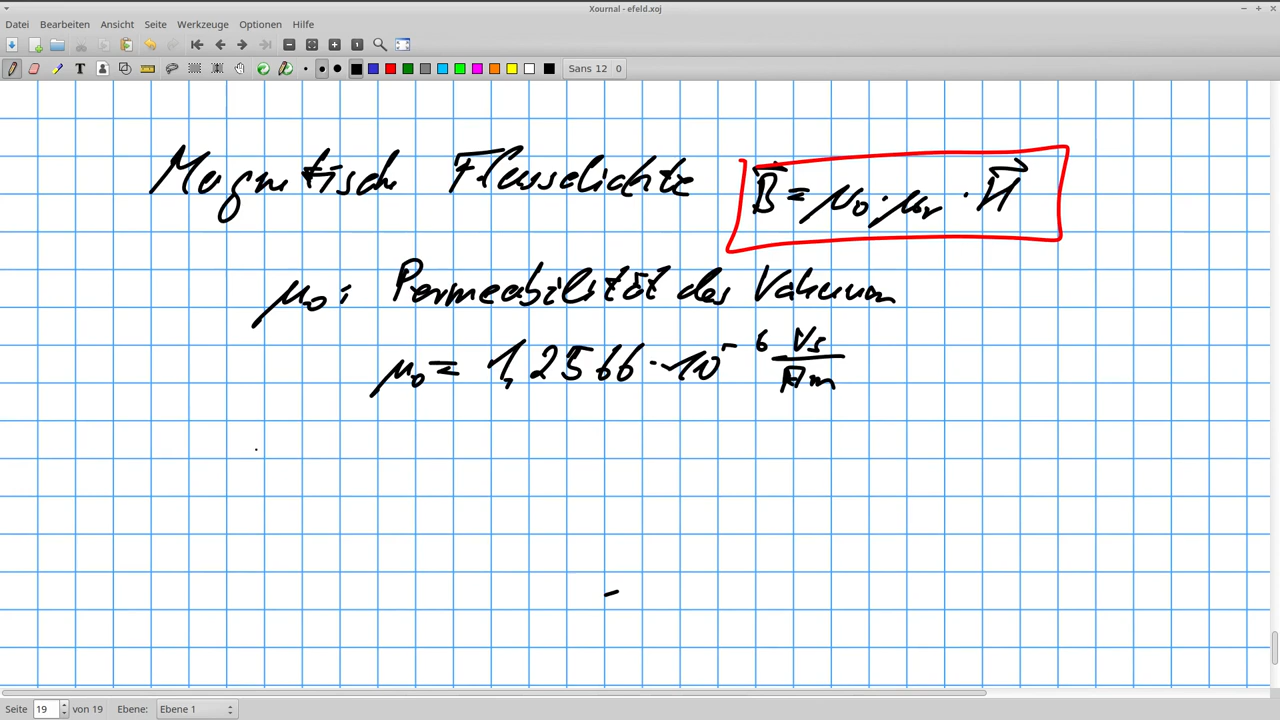 Xournal - efeld.xoj
Datei Bearbeiten Ansicht Seite Werkzeuge Optionen Hilfe
Sans 12 0
Magnetische Flussdichte B⃗ = μ₀ · μᵣ · H⃗
μ₀: Permeabilität des Vakuum
μ₀ = 1,2566 · 10⁻⁶ Vs/Am
Seite 19 von 19 Ebene: Ebene 1